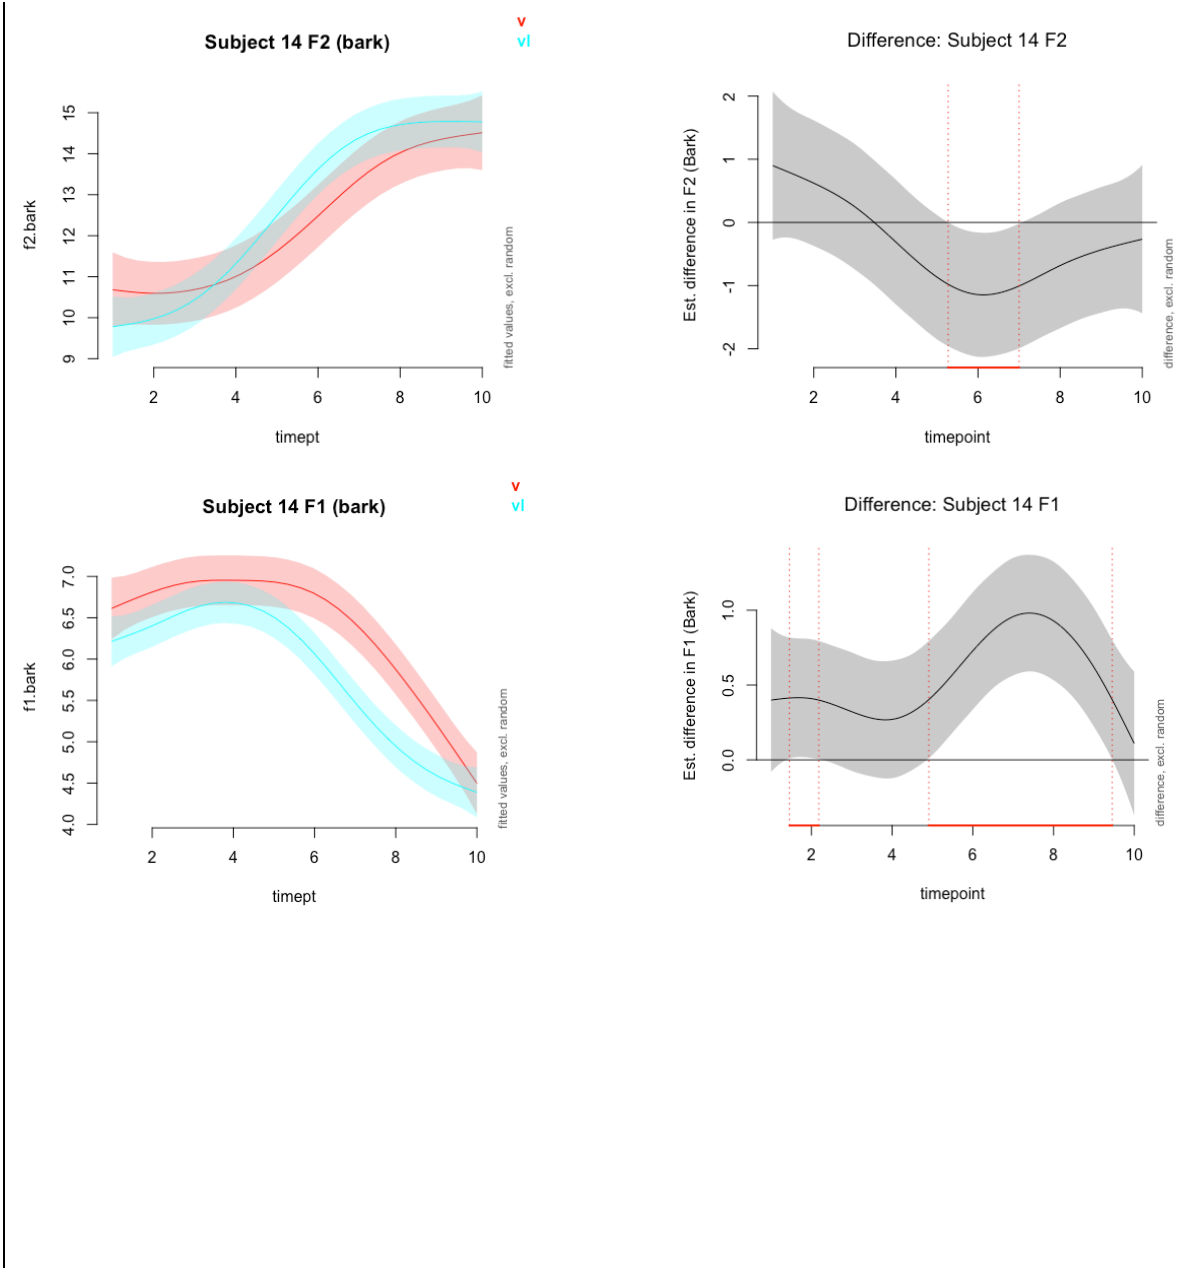 Subject 14 F2 (bark)
v
vl
f2.bark
15
14
13
12
11
10
9
2 4 6 8 10
timept
fitted values, excl. random
Difference: Subject 14 F2
Est. difference in F2 (Bark)
2
1
0
-1
-2
2 4 6 8 10
timepoint
difference, excl. random
Subject 14 F1 (bark)
v
vl
f1.bark
7.0
6.5
6.0
5.5
5.0
4.5
4.0
2 4 6 8 10
timept
fitted values, excl. random
Difference: Subject 14 F1
Est. difference in F1 (Bark)
1.0
0.5
0.0
2 4 6 8 10
timepoint
difference, excl. random